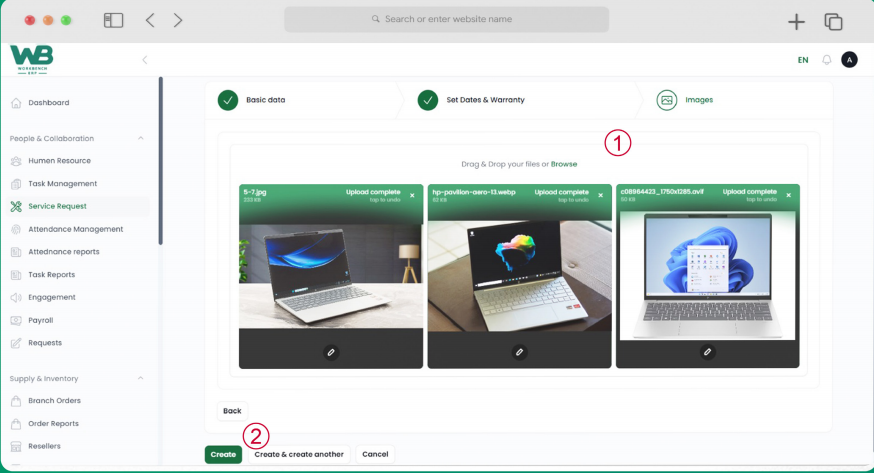 Search or enter website name
WB
WORKBENCH
ERP
EN
A
Dashboard
People & Collaboration
Human Resource
Task Management
Service Request
Attendance Management
Attednance reports
Task Reports
Engagement
Payroll
Requests
Supply & Inventory
Branch Orders
Order Reports
Resellers
Basic data
Set Dates & Warranty
Images
1
Drag & Drop your files or Browse
5-7.jpg
233 KB
Upload complete
tap to undo
hp-pavilion-aero-13.webp
92 KB
Upload complete
tap to undo
c08984423_1750x1285.avif
50 KB
Upload complete
tap to undo
Back
2
Create
Create & create another
Cancel